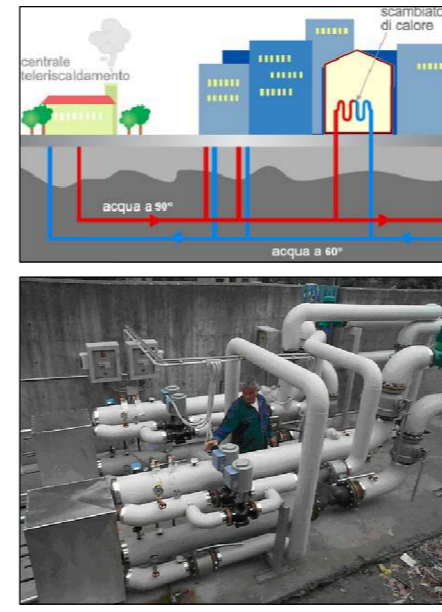 scambiato
di calore
centrale
teleriscaldamento
acqua a 90°
acqua a 60°